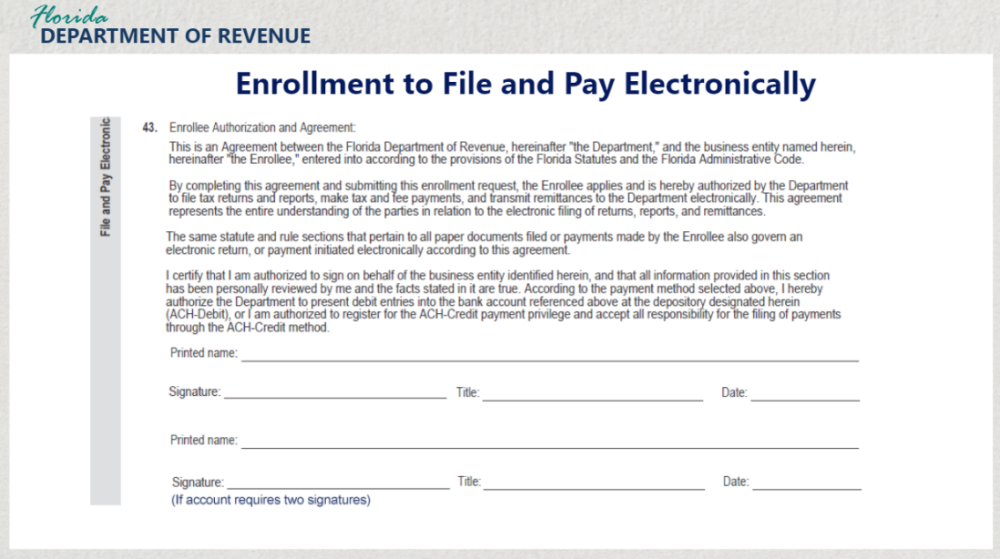 Florida
DEPARTMENT OF REVENUE
Enrollment to File and Pay Electronically
File and Pay Electronic
43. Enrollee Authorization and Agreement:
This is an Agreement between the Florida Department of Revenue, hereinafter "the Department," and the business entity named herein,
hereinafter "the Enrollee," entered into according to the provisions of the Florida Statutes and the Florida Administrative Code.
By completing this agreement and submitting this enrollment request, the Enrollee applies and is hereby authorized by the Department
to file tax returns and reports, make tax and fee payments, and transmit remittances to the Department electronically. This agreement
represents the entire understanding of the parties in relation to the electronic filing of returns, reports, and remittances.
The same statute and rule sections that pertain to all paper documents filed or payments made by the Enrollee also govern an
electronic return, or payment initiated electronically according to this agreement.
I certify that I am authorized to sign on behalf of the business entity identified herein, and that all information provided in this section
has been personally reviewed by me and the facts stated in it are true. According to the payment method selected above, I hereby
authorize the Department to present debit entries into the bank account referenced above at the depository designated herein
(ACH-Debit), or I am authorized to register for the ACH-Credit payment privilege and accept all responsibility for the filing of payments
through the ACH-Credit method.
Printed name:
Signature: Title: Date:
Printed name:
Signature: Title: Date:
(If account requires two signatures)